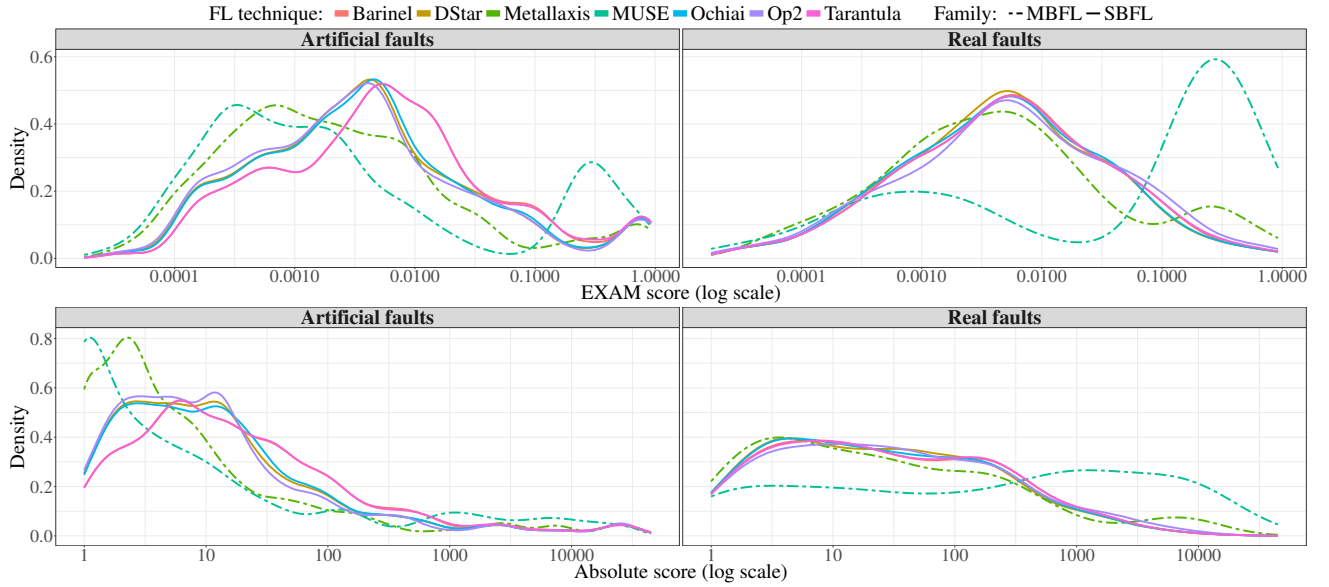 FL technique: Barinel DStar Metallaxis MUSE Ochiai Op2 Tarantula Family: MBFL SBFL
Artificial faults Real faults
0.6
0.4
0.2
0.0
Density
0.0001 0.0010 0.0100 0.1000 1.0000 0.0001 0.0010 0.0100 0.1000 1.0000
EXAM score (log scale)
Artificial faults Real faults
0.8
0.6
0.4
0.2
0.0
Density
1 10 100 1000 10000 1 10 100 1000 10000
Absolute score (log scale)